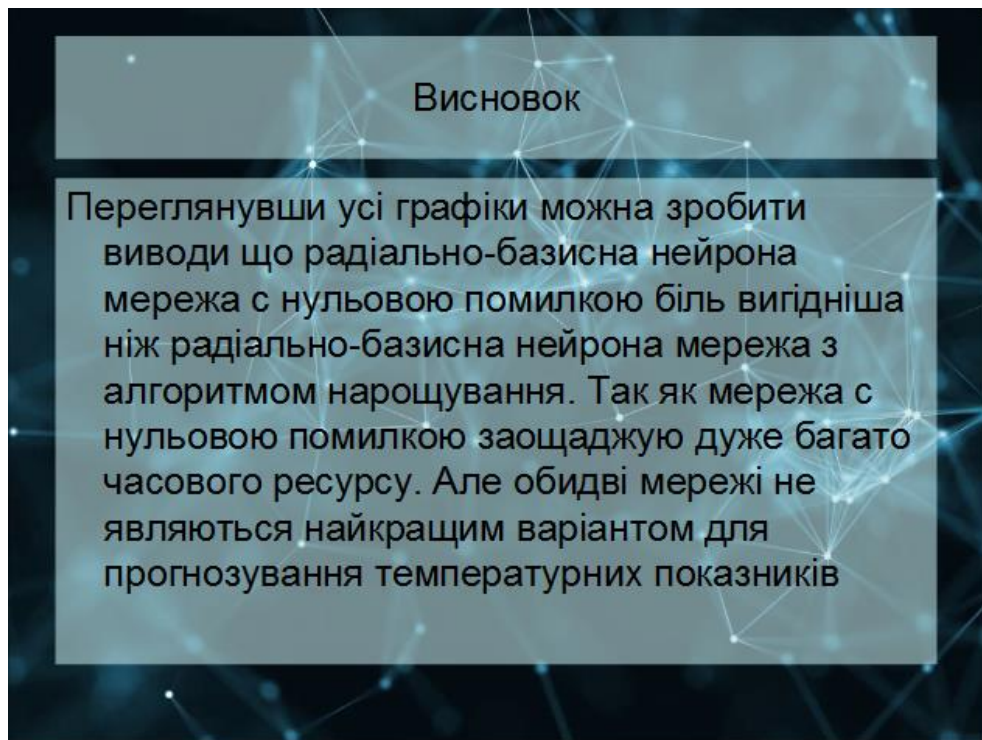 Висновок
Переглянувши усі графіки можна зробити
виводи що радіально-базисна нейрона
мережа с нульовою помилкою біль вигідніша
ніж радіально-базисна нейрона мережа з
алгоритмом нарощування. Так як мережа с
нульовою помилкою заощаджую дуже багато
часового ресурсу. Але обидві мережі не
являються найкращим варіантом для
прогнозування температурних показників